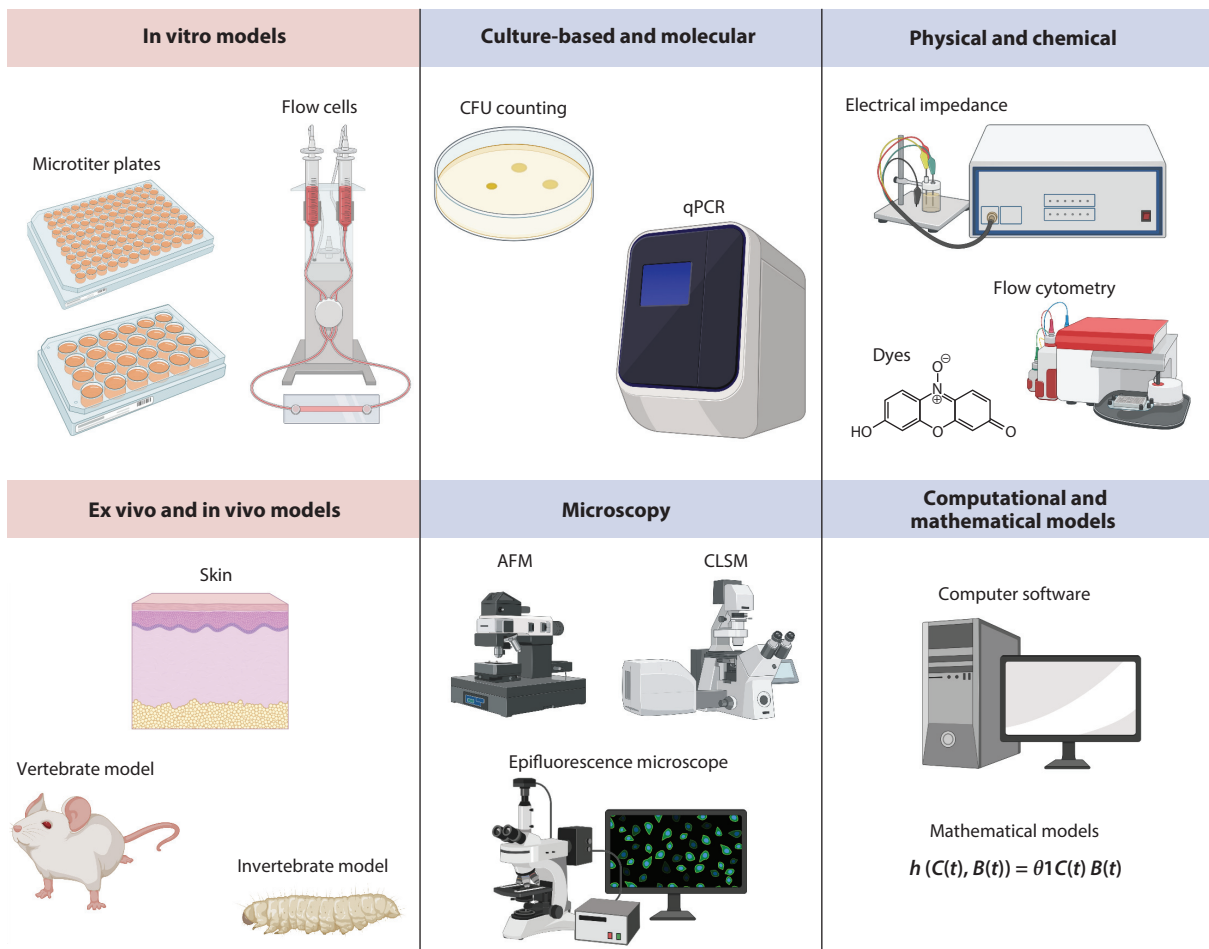 In vitro models
Flow cells
Microtiter plates
Culture-based and molecular
CFU counting
qPCR
Physical and chemical
Electrical impedance
Flow cytometry
Dyes
O⊖
N
⊕
HO
O
O
Ex vivo and in vivo models
Skin
Vertebrate model
Invertebrate model
Microscopy
AFM
CLSM
Epifluorescence microscope
Computational and
mathematical models
Computer software
Mathematical models
h (C(t), B(t)) = θ1C(t) B(t)